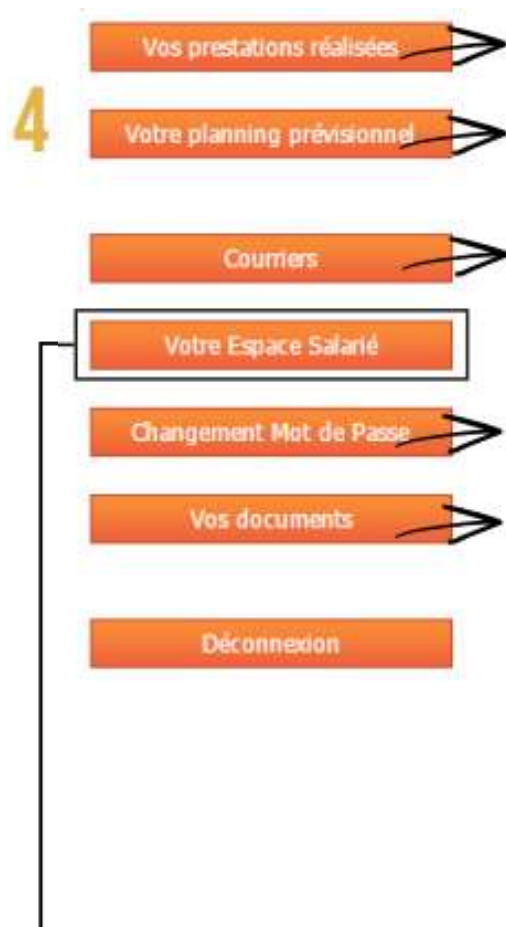 Vos prestations réalisées
4
Votre planning prévisionnel
Courriers
Votre Espace Salarié
Changement Mot de Passe
Vos documents
Déconnexion